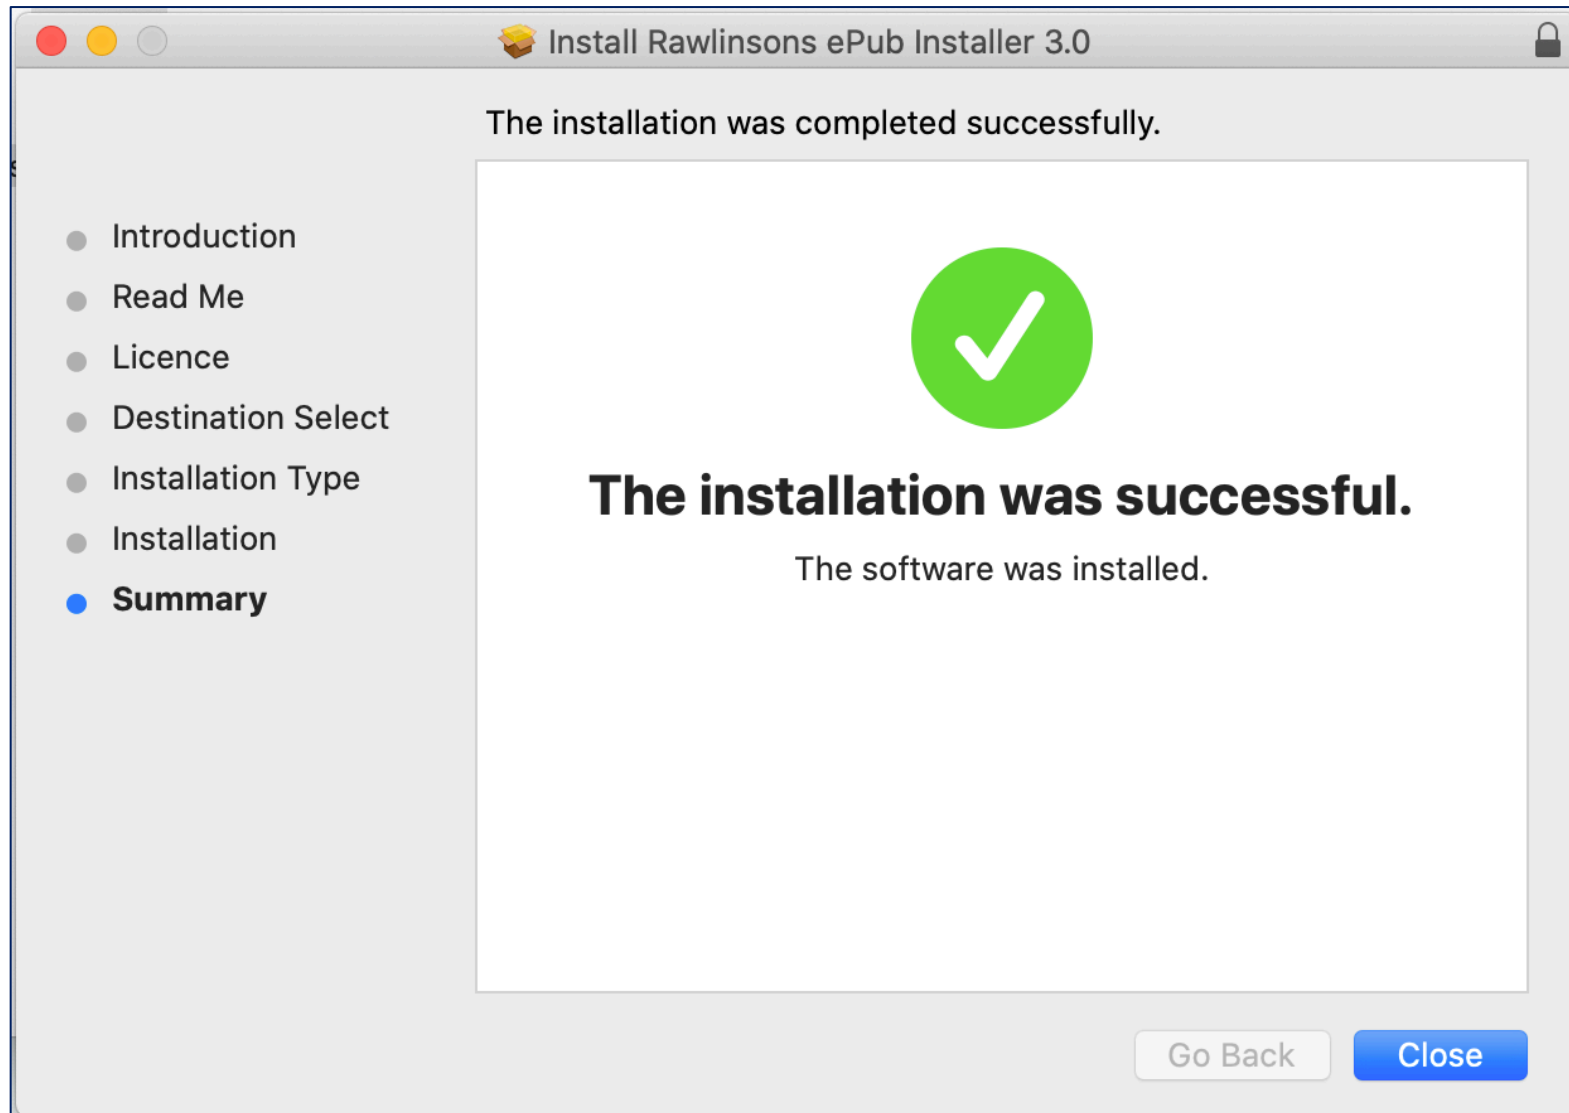 Install Rawlinsons ePub Installer 3.0
The installation was completed successfully.
Introduction
Read Me
Licence
Destination Select
Installation Type
Installation
Summary
The installation was successful.
The software was installed.
Go Back
Close